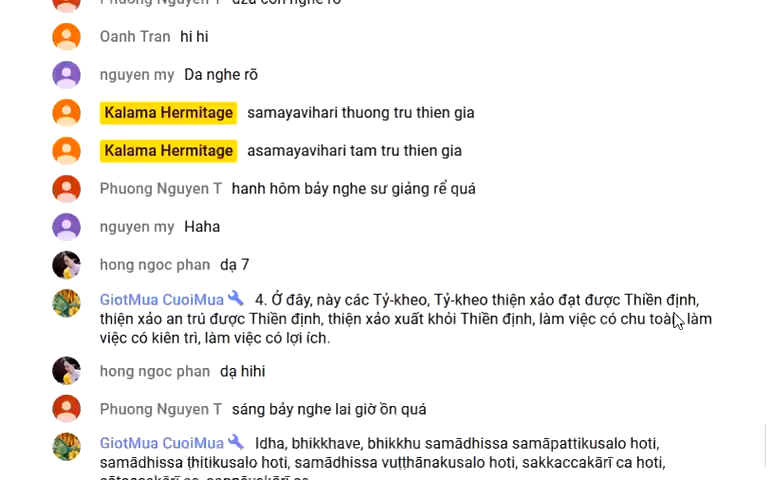 Phuong Nguyen T dza con nghe rõ
Oanh Tran hi hi
nguyen my Da nghe rõ
Kalama Hermitage samayavihari thuong tru thien gia
Kalama Hermitage asamayavihari tam tru thien gia
Phuong Nguyen T hanh hôm bảy nghe sư giảng rể quá
nguyen my Haha
hong ngoc phan dạ 7
GiotMua CuoiMua 4. Ở đây, này các Tỷ-kheo, Tỷ-kheo thiện xảo đạt được Thiền định,
thiện xảo an trú được Thiền định, thiện xảo xuất khỏi Thiền định, làm việc có chu toàn, làm
việc có kiên trì, làm việc có lợi ích.
hong ngoc phan dạ hihi
Phuong Nguyen T sáng bảy nghe lai giờ ồn quá
GiotMua CuoiMua Idha, bhikkhave, bhikkhu samādhissa samāpattikusalo hoti,
samādhissa ṭhitikusalo hoti, samādhissa vuṭṭhānakusalo hoti, sakkaccakārī ca hoti,